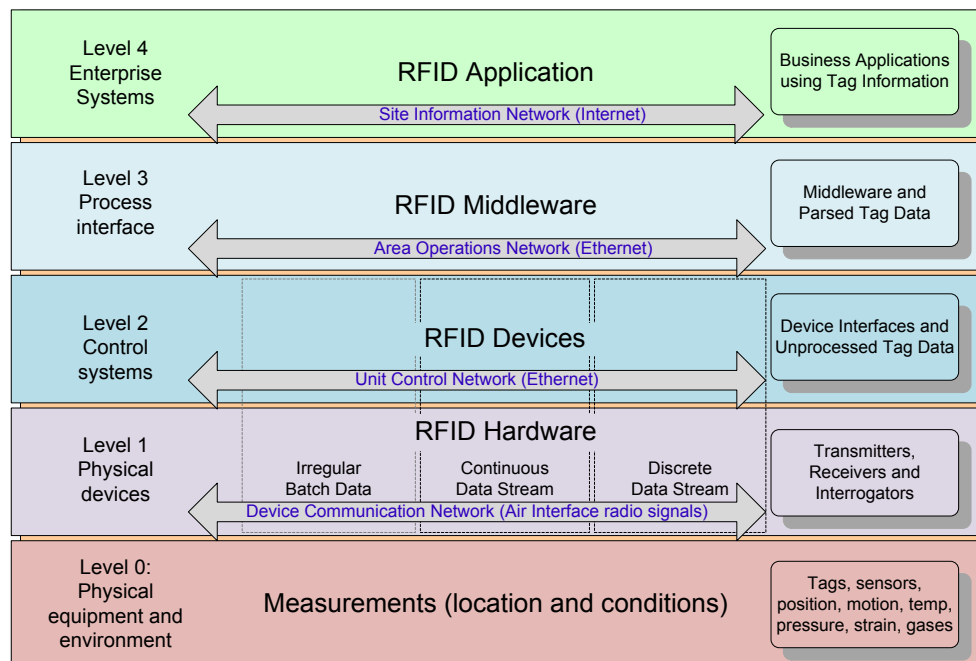 Level 4
Enterprise
Systems
RFID Application
Site Information Network (Internet)
Business Applications
using Tag Information
Level 3
Process
interface
RFID Middleware
Area Operations Network (Ethernet)
Middleware and
Parsed Tag Data
Level 2
Control
systems
RFID Devices
Unit Control Network (Ethernet)
Device Interfaces and
Unprocessed Tag Data
Level 1
Physical
devices
RFID Hardware
Irregular
Batch Data
Continuous
Data Stream
Discrete
Data Stream
Device Communication Network (Air Interface radio signals)
Transmitters,
Receivers and
Interrogators
Level 0:
Physical
equipment and
environment
Measurements (location and conditions)
Tags, sensors,
position, motion, temp,
pressure, strain, gases